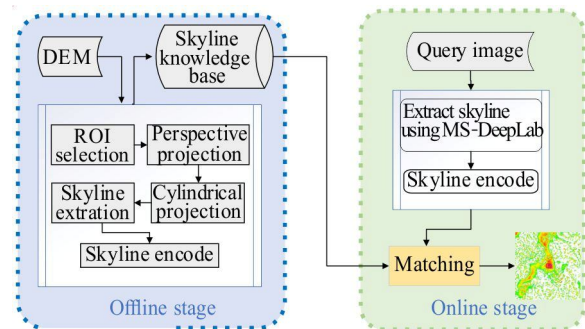 DEM
Skyline
knowledge
base
ROI
selection
Perspective
projection
Skyline
extration
Cylindrical
projection
Skyline encode
Offline stage
Query image
Extract skyline
using MS-DeepLab
Skyline encode
Matching
Online stage